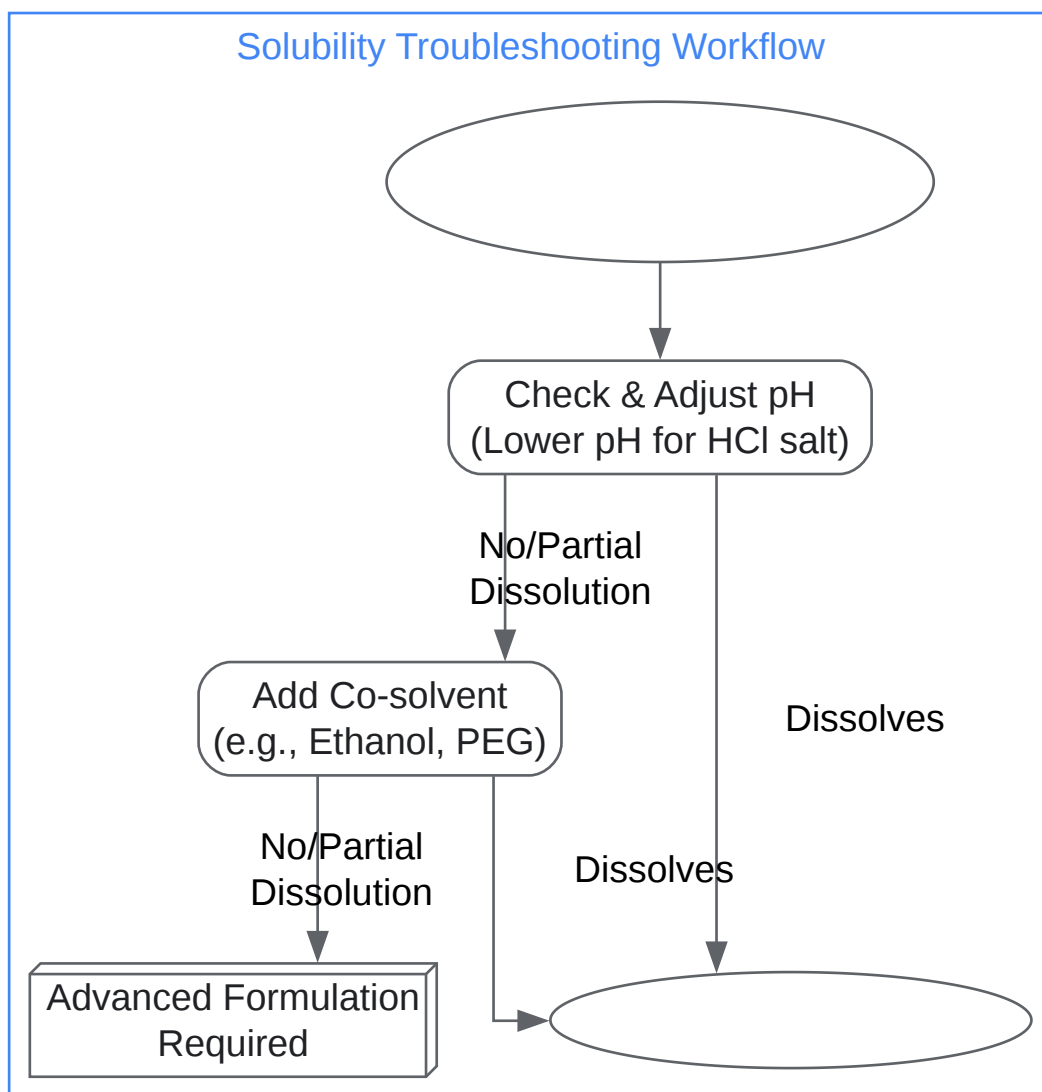 Solubility Troubleshooting Workflow
Check & Adjust pH
(Lower pH for HCl salt)
No/Partial
Dissolution
Add Co-solvent
(e.g., Ethanol, PEG)
Dissolves
No/Partial
Dissolution
Dissolves
Advanced Formulation
Required